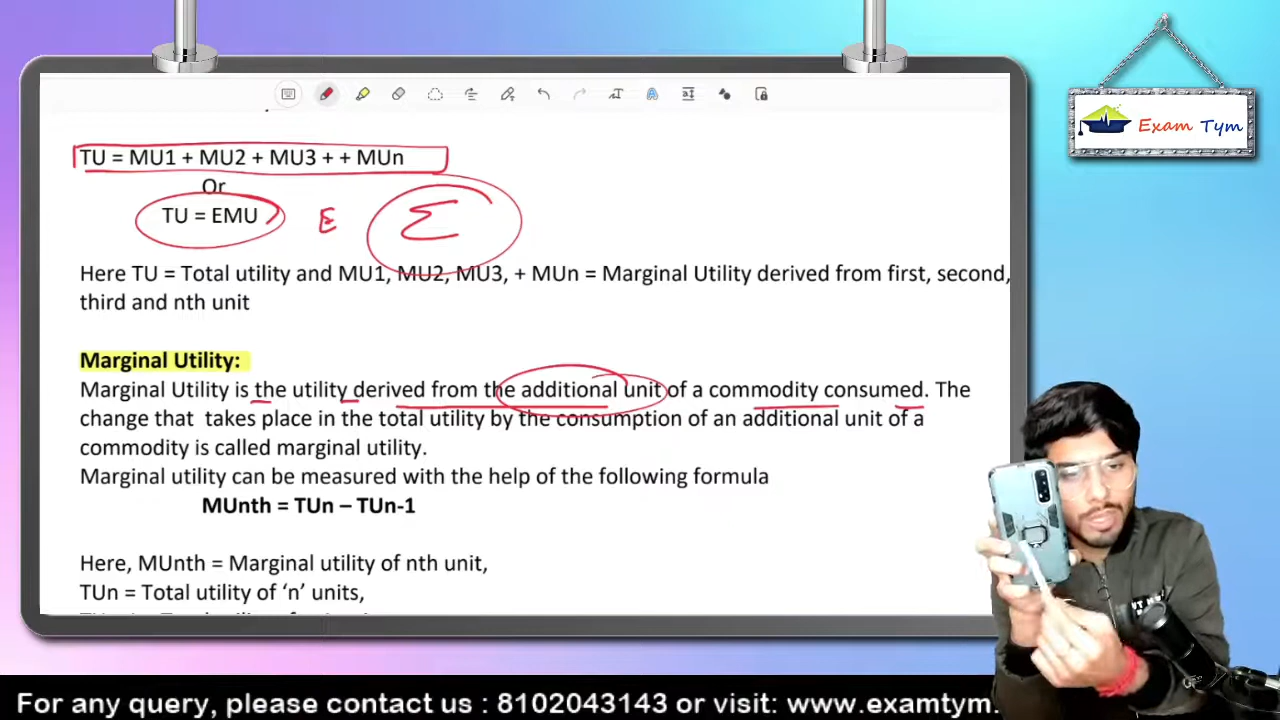 Exam Tym
TU = MU1 + MU2 + MU3 + + MUn
Or
TU = EMU E Σ
Here TU = Total utility and MU1, MU2, MU3, + MUn = Marginal Utility derived from first, second,
third and nth unit
Marginal Utility:
Marginal Utility is the utility derived from the additional unit of a commodity consumed. The
change that takes place in the total utility by the consumption of an additional unit of a
commodity is called marginal utility.
Marginal utility can be measured with the help of the following formula
MUnth = TUn – TUn-1
Here, MUnth = Marginal utility of nth unit,
TUn = Total utility of ‘n’ units,
For any query, please contact us : 8102043143 or visit: www.examtym.